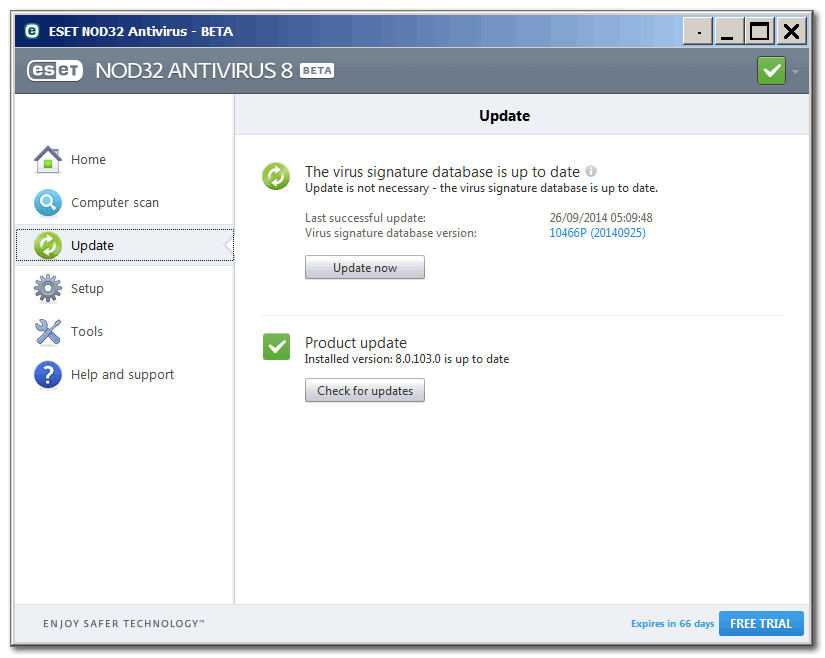 ESET NOD32 Antivirus - BETA
eset NOD32 ANTIVIRUS 8 BETA
Update
Home
Computer scan
Update
Setup
Tools
Help and support
The virus signature database is up to date
Update is not necessary - the virus signature database is up to date.
Last successful update: 26/09/2014 05:09:48
Virus signature database version: 10466P (20140925)
Update now
Product update
Installed version: 8.0.103.0 is up to date
Check for updates
ENJOY SAFER TECHNOLOGY™
Expires in 66 days FREE TRIAL